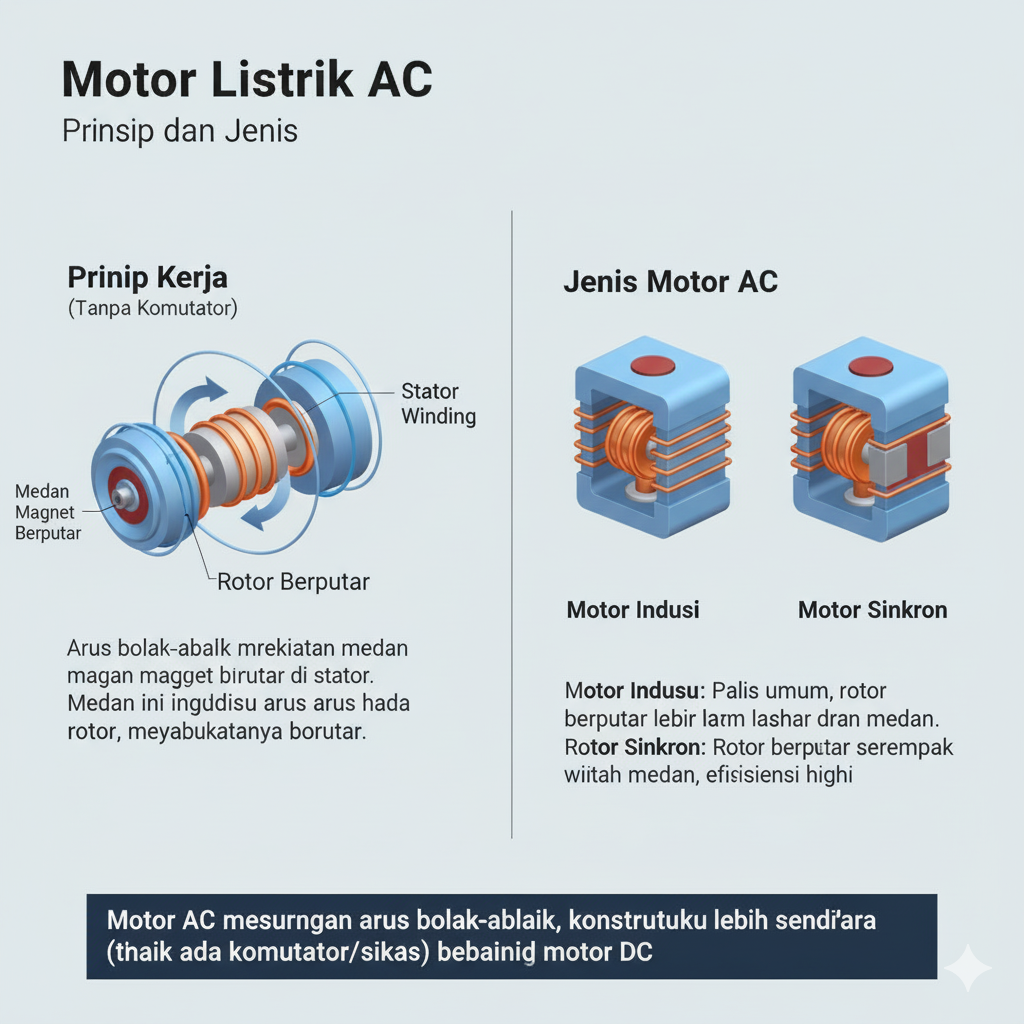 Motor Listrik AC
Prinsip dan Jenis
Prinip Kerja
(Tanpa Komutator)
Stator
Winding
Medan
Magnet
Berputar
Rotor Berputar
Arus bolak-abalk mrekiatan medan
magan magget birutar di stator.
Medan ini ingudisu arus arus hada
rotor, meyabukatanya borutar.
Jenis Motor AC
Motor Indusi
Motor Sinkron
Motor Indusu: Palis umum, rotor
berputar lebir larm lashar dran medan.
Rotor Sinkron: Rotor berputar serempak
wiitah medan, efisisiensi highi
Motor AC mesurngan arus bolak-ablaik, konstrutuku lebih sendi'ara
(thaik ada komutator/sikas) bebainig motor DC